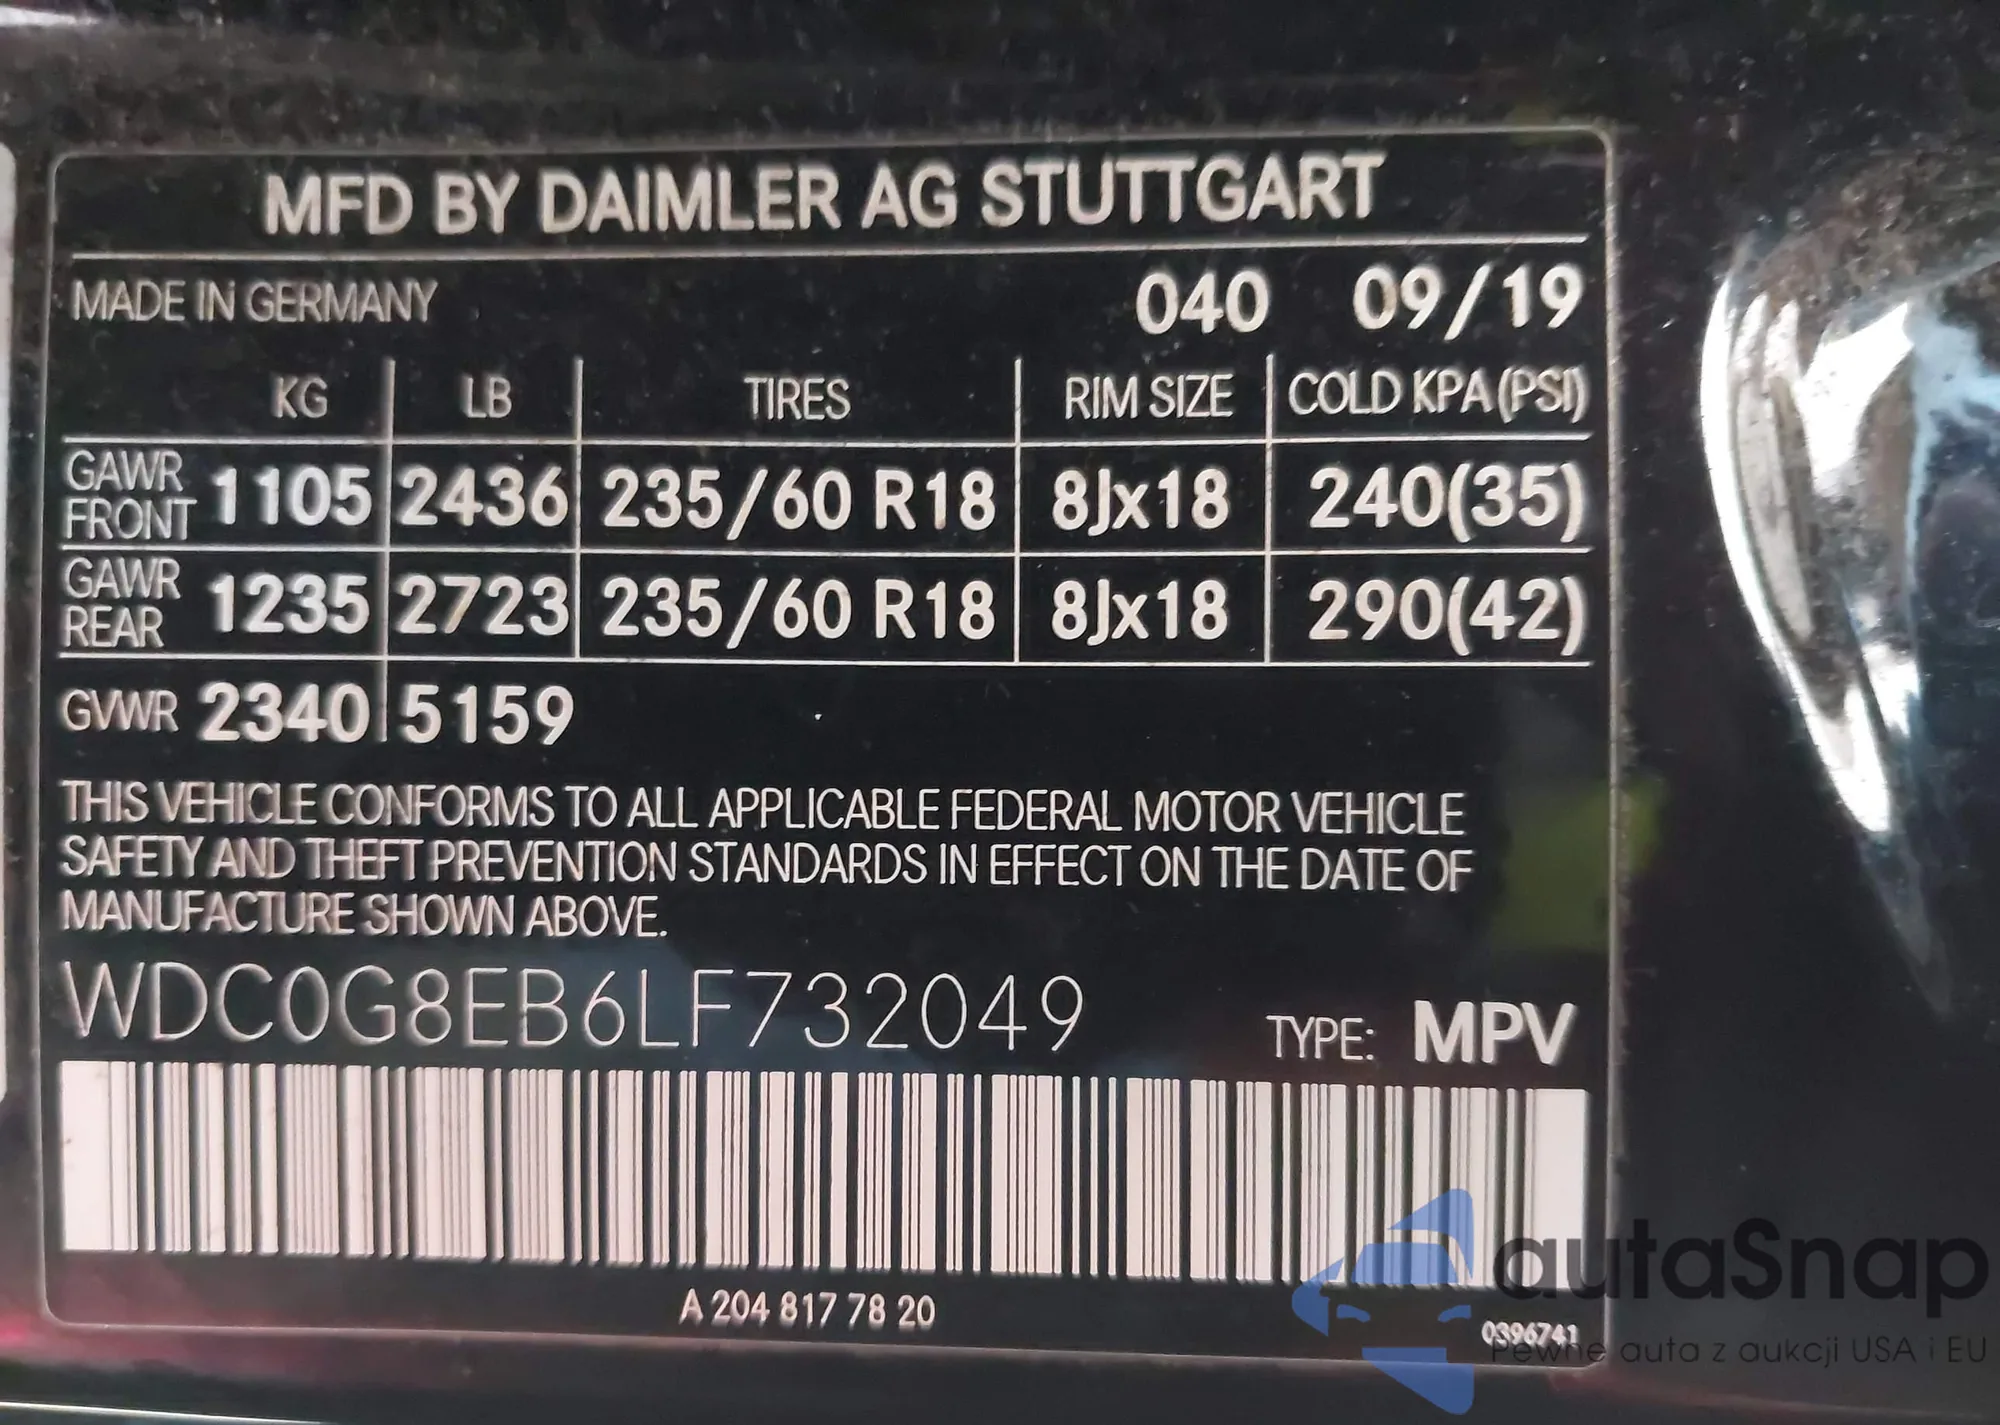 MFD BY DAIMLER AG STUTTGART
MADE IN GERMANY 040 09/19
KG LB TIRES RIM SIZE COLD KPA (PSI)
GAWR FRONT 1105 2436 235/60 R18 8Jx18 240(35)
GAWR REAR 1235 2723 235/60 R18 8Jx18 290(42)
GVWR 2340 5159
THIS VEHICLE CONFORMS TO ALL APPLICABLE FEDERAL MOTOR VEHICLE
SAFETY AND THEFT PREVENTION STANDARDS IN EFFECT ON THE DATE OF
MANUFACTURE SHOWN ABOVE.
WDC0G8EB6LF732049 TYPE: MPV
A 204 817 78 20
0396741
autaSnap
Pewne auta z aukcji USA i EU